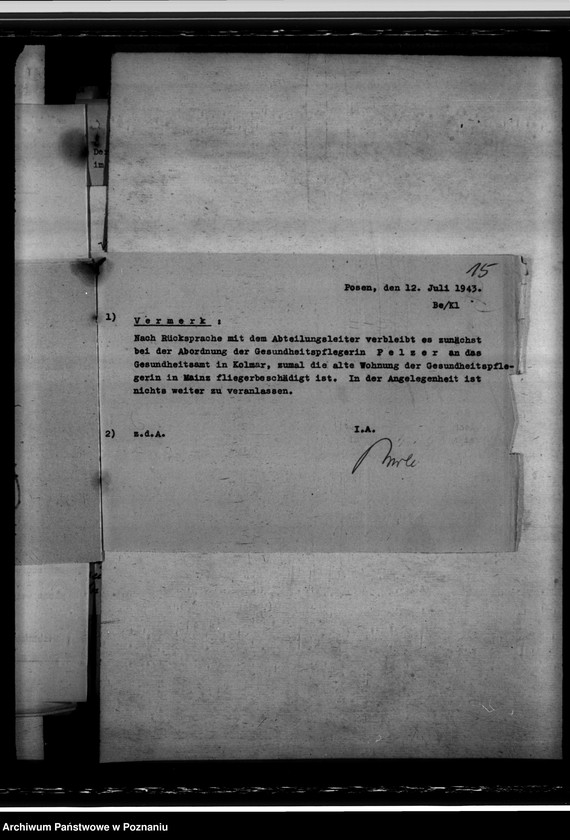 15
Posen, den 12. Juli 1943.
Be/Kl
1) Vermerk :
Nach Rücksprache mit dem Abteilungsleiter verbleibt es zunächst
bei der Abordnung der Gesundheitspflegerin Pelzer an das
Gesundheitsamt in Kolmar, zumal die alte Wohnung der Gesundheitspfle-
gerin in Mainz fliegerbeschädigt ist. In der Angelegenheit ist
nichts weiter zu veranlassen.
2) z.d.A. I.A.
Archiwum Państwowe w Poznaniu